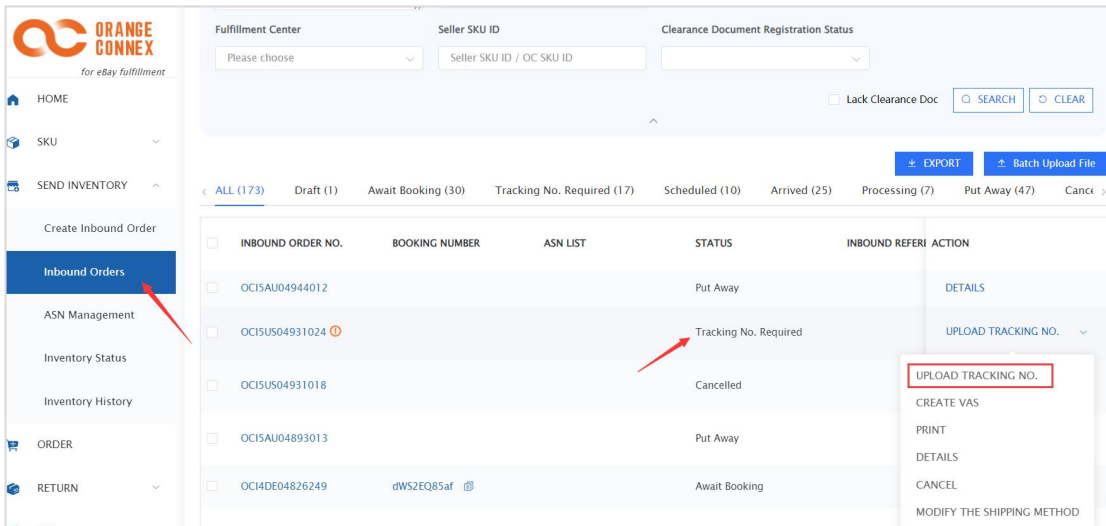 ORANGE
CONNEX
for eBay fulfillment
HOME
SKU
SEND INVENTORY
Create Inbound Order
Inbound Orders
ASN Management
Inventory Status
Inventory History
ORDER
RETURN
Fulfillment Center
Seller SKU ID
Clearance Document Registration Status
Please choose
Seller SKU ID / OC SKU ID
Lack Clearance Doc
SEARCH
CLEAR
EXPORT
Batch Upload File
ALL (173) Draft (1) Await Booking (30) Tracking No. Required (17) Scheduled (10) Arrived (25) Processing (7) Put Away (47) Cance
INBOUND ORDER NO. BOOKING NUMBER ASN LIST STATUS INBOUND REFERE ACTION
OCI5AU04944012 Put Away DETAILS
OCI5US04931024 Tracking No. Required UPLOAD TRACKING NO.
OCI5US04931018 Cancelled
OCI5AU04893013 Put Away
OCI4DE04826249 dWS2EQ85af Await Booking
UPLOAD TRACKING NO.
CREATE VAS
PRINT
DETAILS
CANCEL
MODIFY THE SHIPPING METHOD